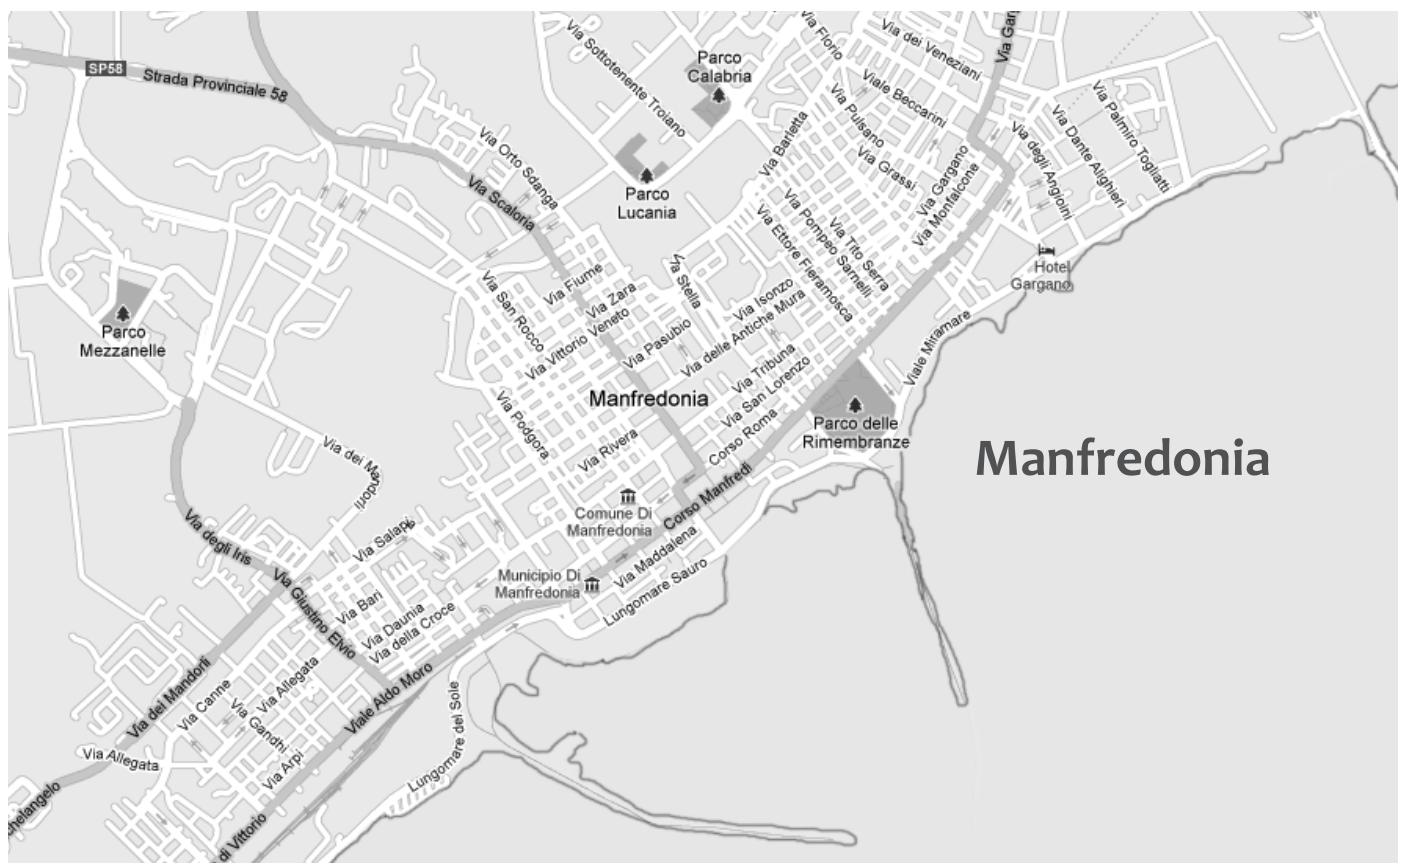 Via Florio
Via dei Veneziani
Via Gar
Via Sottotenente Troiano
Parco
Calabria
SP58
Strada Provinciale 58
Viale Beccarini
Via Palmiro Togliatti
Via Dante Alighieri
Via degli Angioini
Via Pulsano
Via Barletta
Via Orto Sdanga
Via Grassi
Via Gargano
Via Monfalcone
Via Scaloria
Parco
Lucania
Via Pompeo Sarnelli
Via Tito Serra
Via Ettore Fieramosca
Hotel
Gargano
Via Fiume
Via Zara
Via San Rocco
Via Vittorio Veneto
Via Pasubio
Via Isonzo
Via delle Antiche Mura
Viale Miramare
Parco
Mezzanelle
Via Tribuna
Via San Lorenzo
Manfredonia
Via Podgora
Corso Roma
Parco delle
Rimembranze
Via Rivera
Manfredonia
Via dei Mandorli
Corso Manfredi
Comune Di
Manfredonia
Via degli Iris
Via Salapi
Via Maddalena
Municipio Di
Manfredonia
Lungomare Sauro
Via Giustino Elvio
Via Bari
Via Daunia
Via della Croce
Via dei Mandorli
Via Canne
Via Allegata
Viale Aldo Moro
Via Gandhi
Lungomare del Sole
Via Allegata
Via Arpi
helangelo
di Vittorio